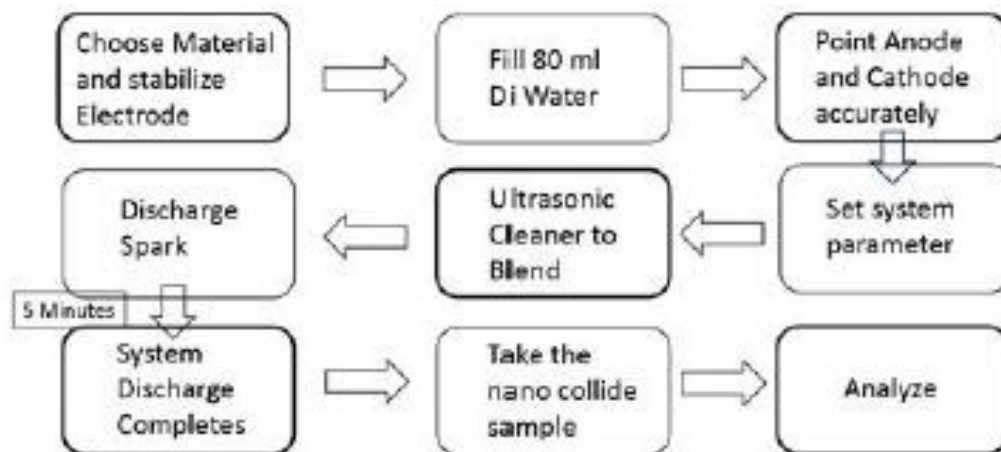 Choose Material
and stabilize
Electrode
Fill 80 ml
Di Water
Point Anode
and Cathode
accurately
Set system
parameter
Ultrasonic
Cleaner to
Blend
Discharge
Spark
5 Minutes
System
Discharge
Completes
Take the
nano collide
sample
Analyze